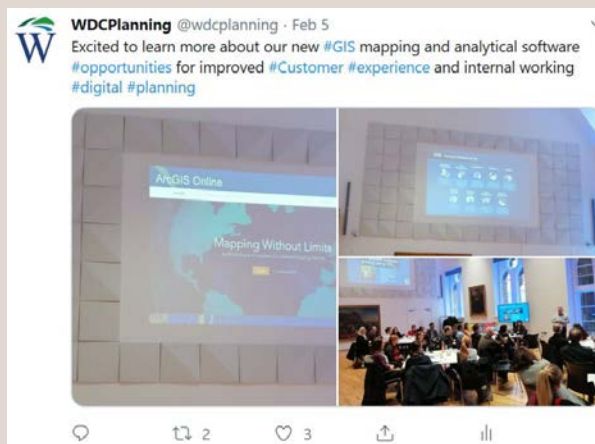 WDCPlanning @wdcplanning · Feb 5
Excited to learn more about our new #GIS mapping and analytical software
#opportunities for improved #Customer #experience and internal working
#digital #planning
ArcGIS Online
Mapping Without Limits
2
3